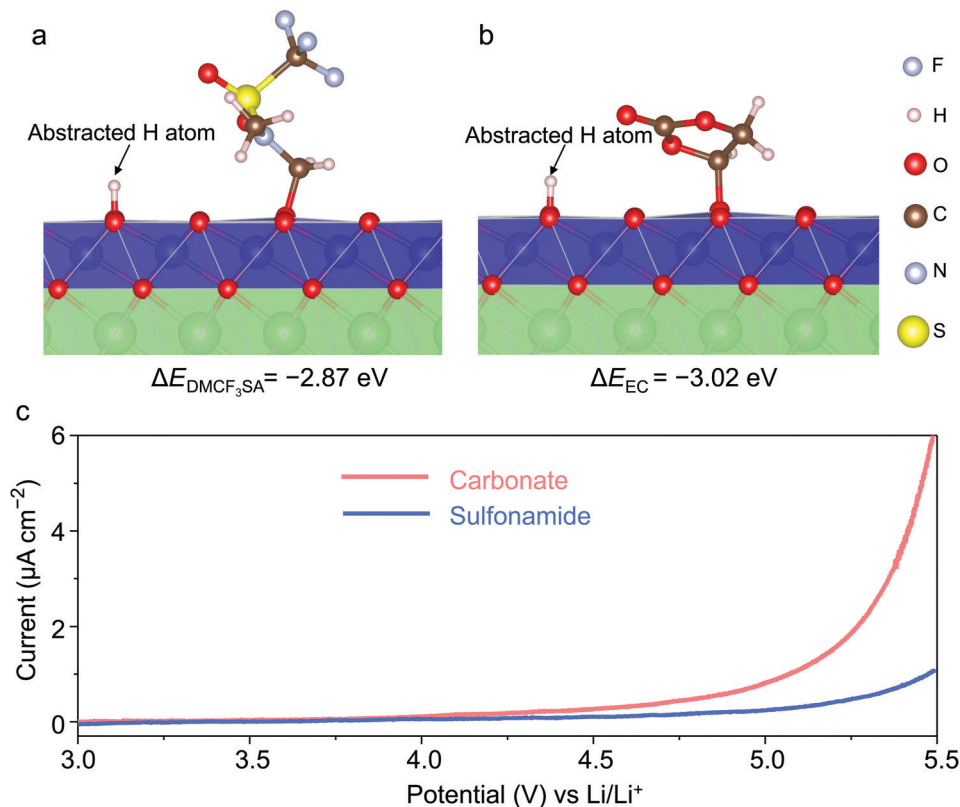 a
Abstracted H atom
ΔE_DMCF₃SA = −2.87 eV
b
Abstracted H atom
ΔE_EC = −3.02 eV
F
H
O
C
N
S
c
6
4
2
0
Current (μA cm⁻²)
Carbonate
Sulfonamide
3.0 3.5 4.0 4.5 5.0 5.5
Potential (V) vs Li/Li⁺